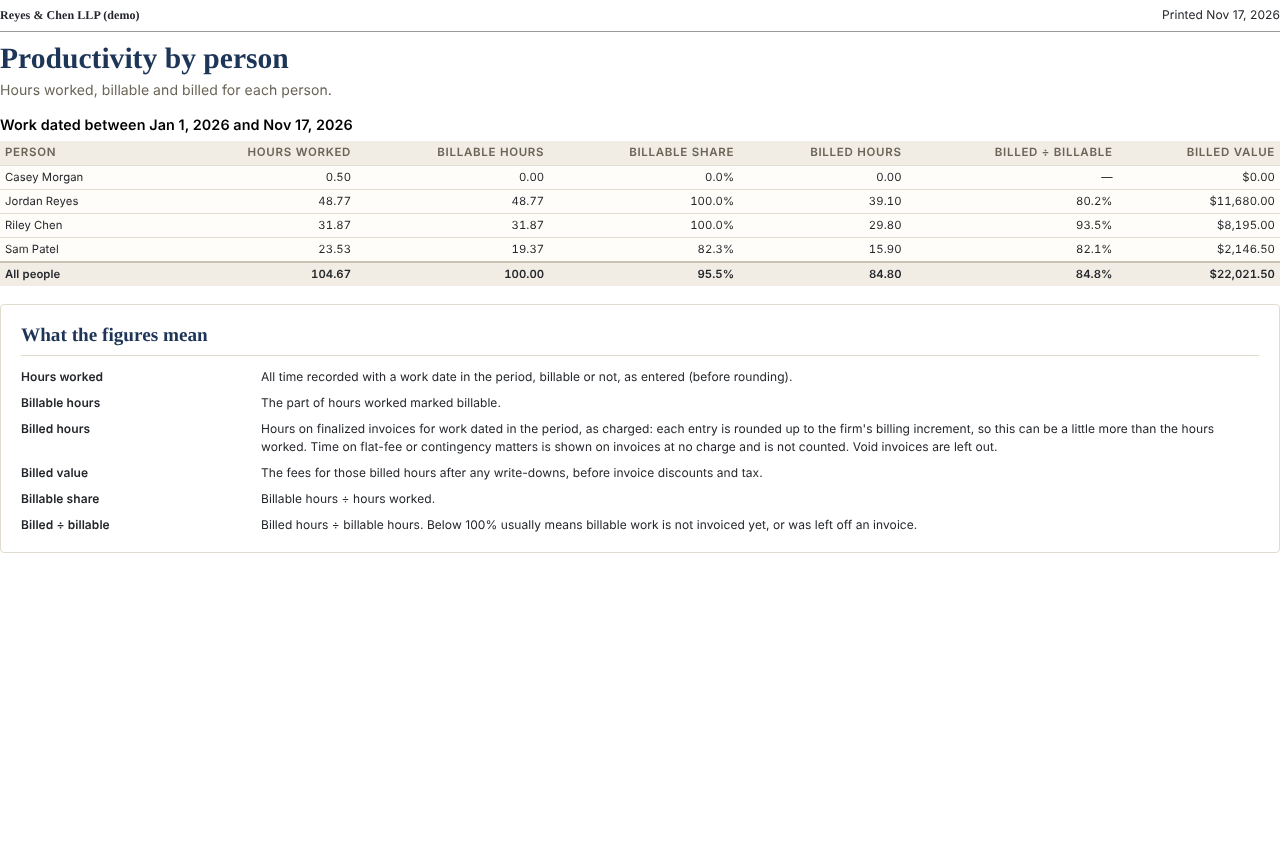 Reyes & Chen LLP (demo) Printed Nov 17, 2026
Productivity by person
Hours worked, billable and billed for each person.
Work dated between Jan 1, 2026 and Nov 17, 2026
PERSON HOURS WORKED BILLABLE HOURS BILLABLE SHARE BILLED HOURS BILLED ÷ BILLABLE BILLED VALUE
Casey Morgan 0.50 0.00 0.0% 0.00 — $0.00
Jordan Reyes 48.77 48.77 100.0% 39.10 80.2% $11,680.00
Riley Chen 31.87 31.87 100.0% 29.80 93.5% $8,195.00
Sam Patel 23.53 19.37 82.3% 15.90 82.1% $2,146.50
All people 104.67 100.00 95.5% 84.80 84.8% $22,021.50
What the figures mean
Hours worked All time recorded with a work date in the period, billable or not, as entered (before rounding).
Billable hours The part of hours worked marked billable.
Billed hours Hours on finalized invoices for work dated in the period, as charged: each entry is rounded up to the firm's billing increment, so this can be a little more than the hours
worked. Time on flat-fee or contingency matters is shown on invoices at no charge and is not counted. Void invoices are left out.
Billed value The fees for those billed hours after any write-downs, before invoice discounts and tax.
Billable share Billable hours ÷ hours worked.
Billed ÷ billable Billed hours ÷ billable hours. Below 100% usually means billable work is not invoiced yet, or was left off an invoice.